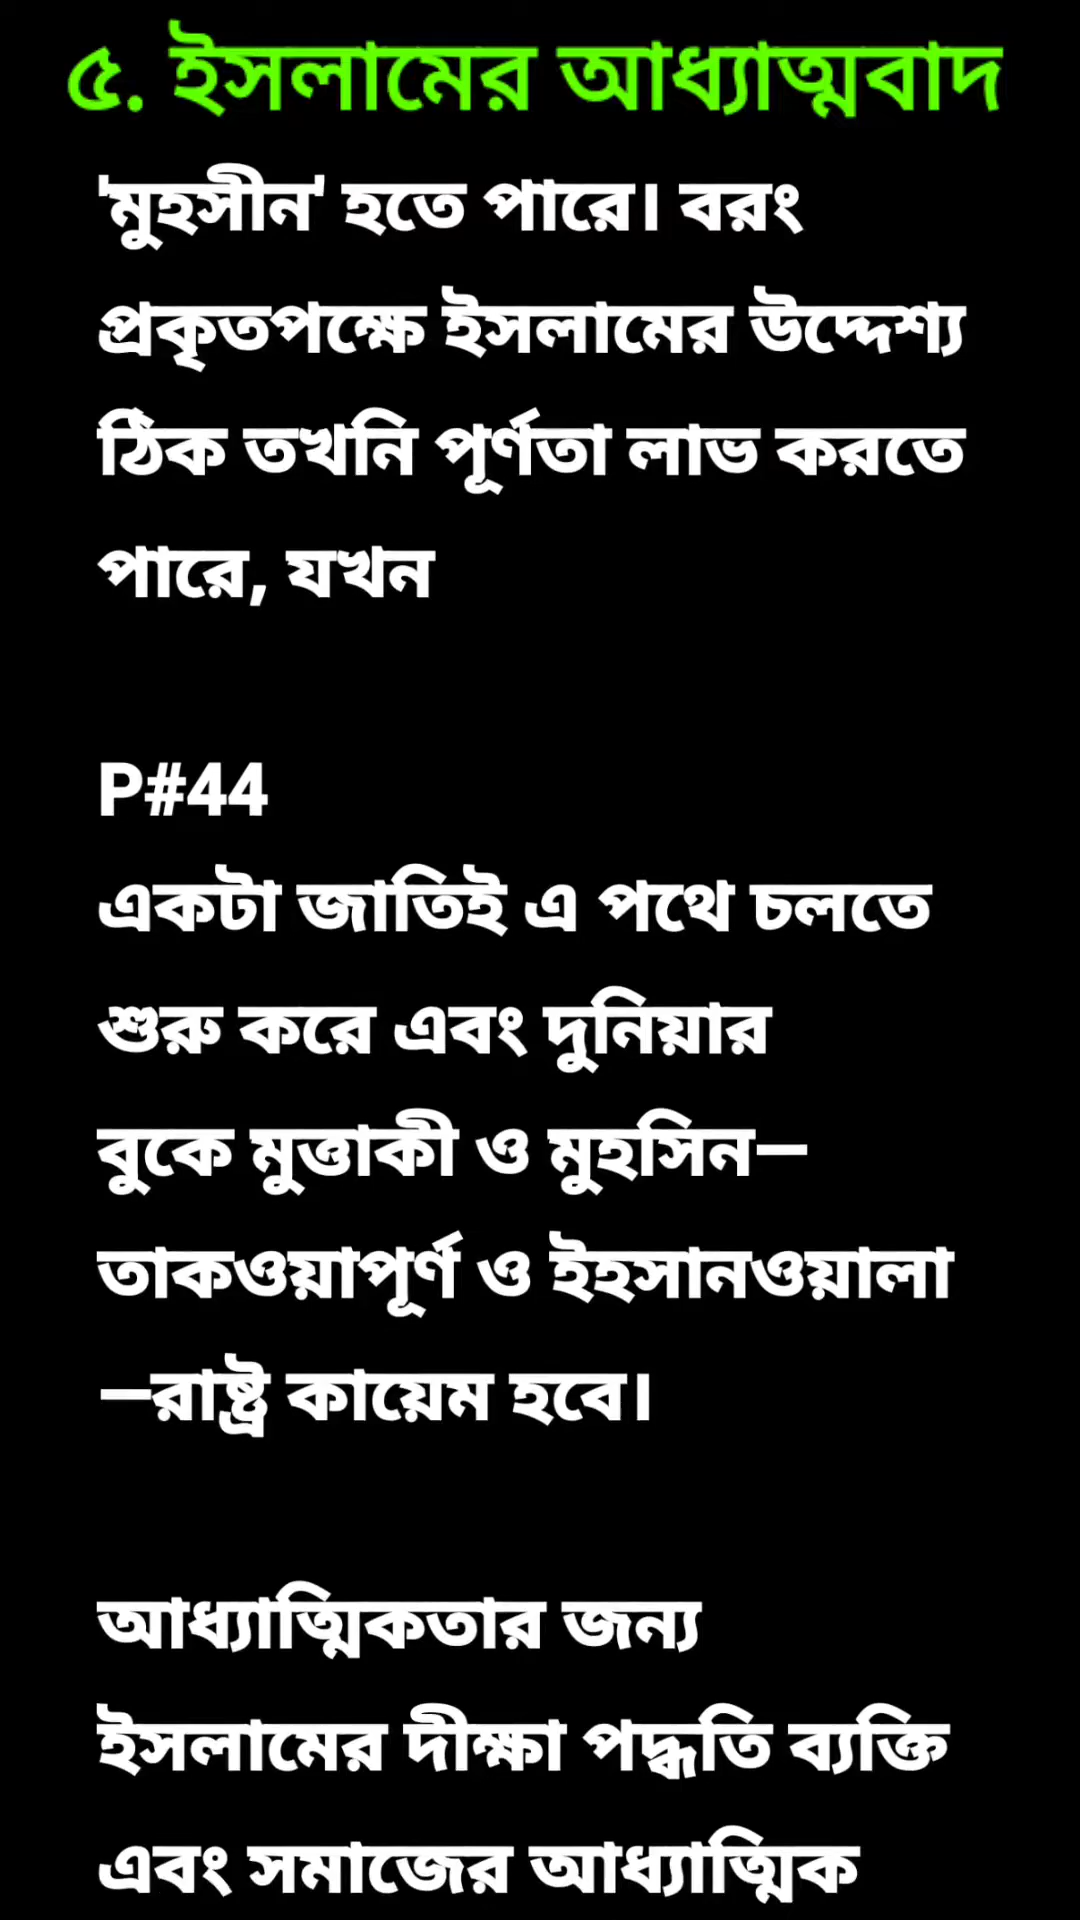 ৫. ইসলামের আধ্যাত্মবাদ
'মুহসীন' হতে পারে। বরং
প্রকৃতপক্ষে ইসলামের উদ্দেশ্য
ঠিক তখনি পূর্ণতা লাভ করতে
পারে, যখন
P#44
একটা জাতিই এ পথে চলতে
শুরু করে এবং দুনিয়ার
বুকে মুত্তাকী ও মুহসিন—
তাকওয়াপূর্ণ ও ইহসানওয়ালা
—রাষ্ট্র কায়েম হবে।
আধ্যাত্মিকতার জন্য
ইসলামের দীক্ষা পদ্ধতি ব্যক্তি
এবং সমাজের আধ্যাত্মিক